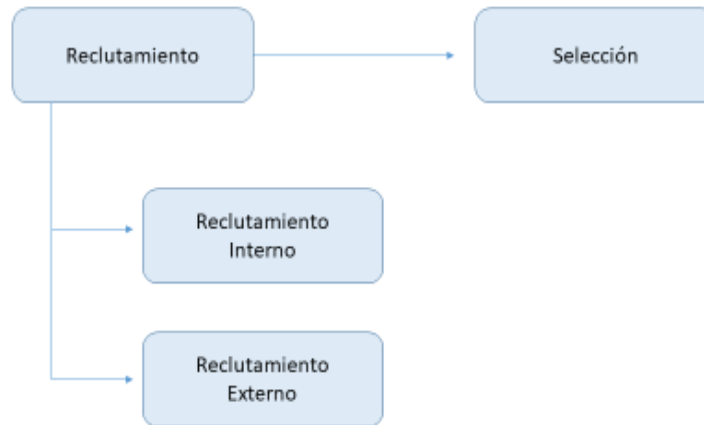 Reclutamiento
Selección
Reclutamiento
Interno
Reclutamiento
Externo